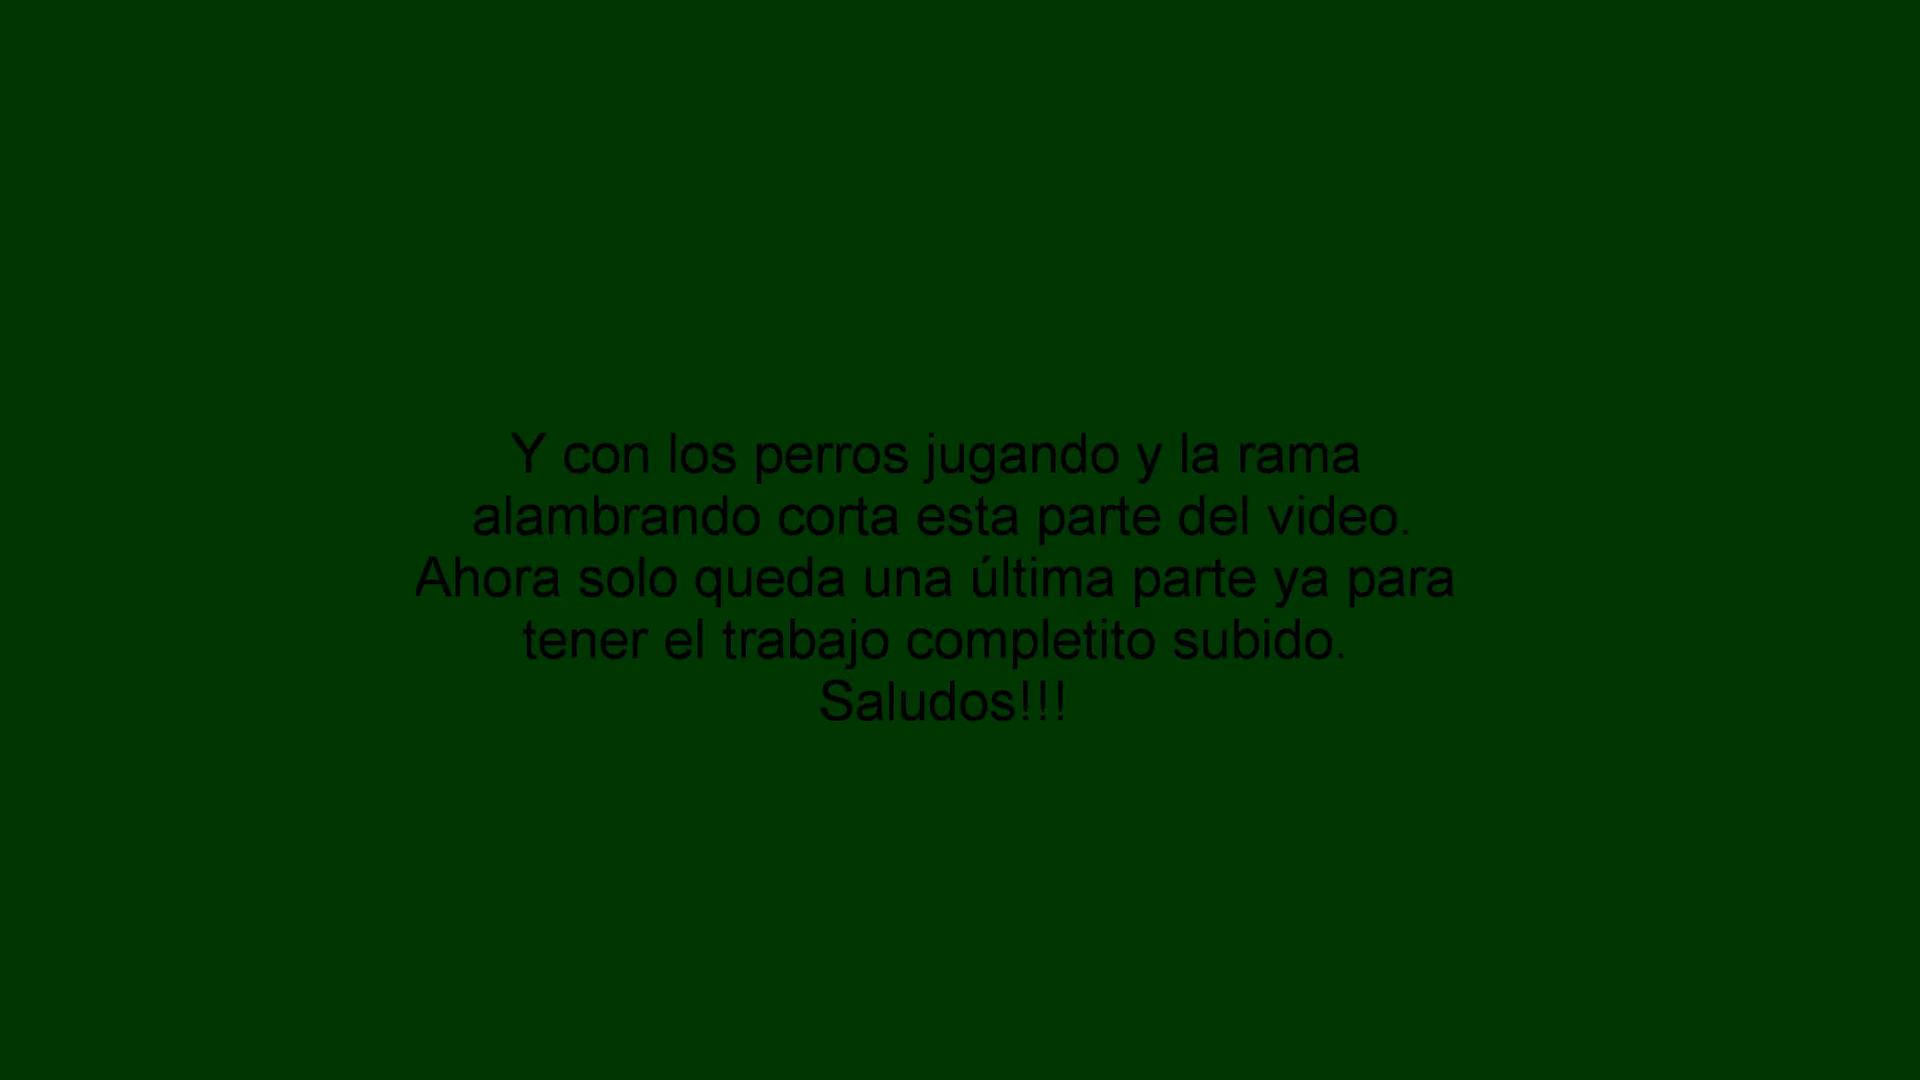 Y con los perros jugando y la rama
alambrando corta esta parte del video.
Ahora solo queda una última parte ya para
tener el trabajo completito subido.
Saludos!!!